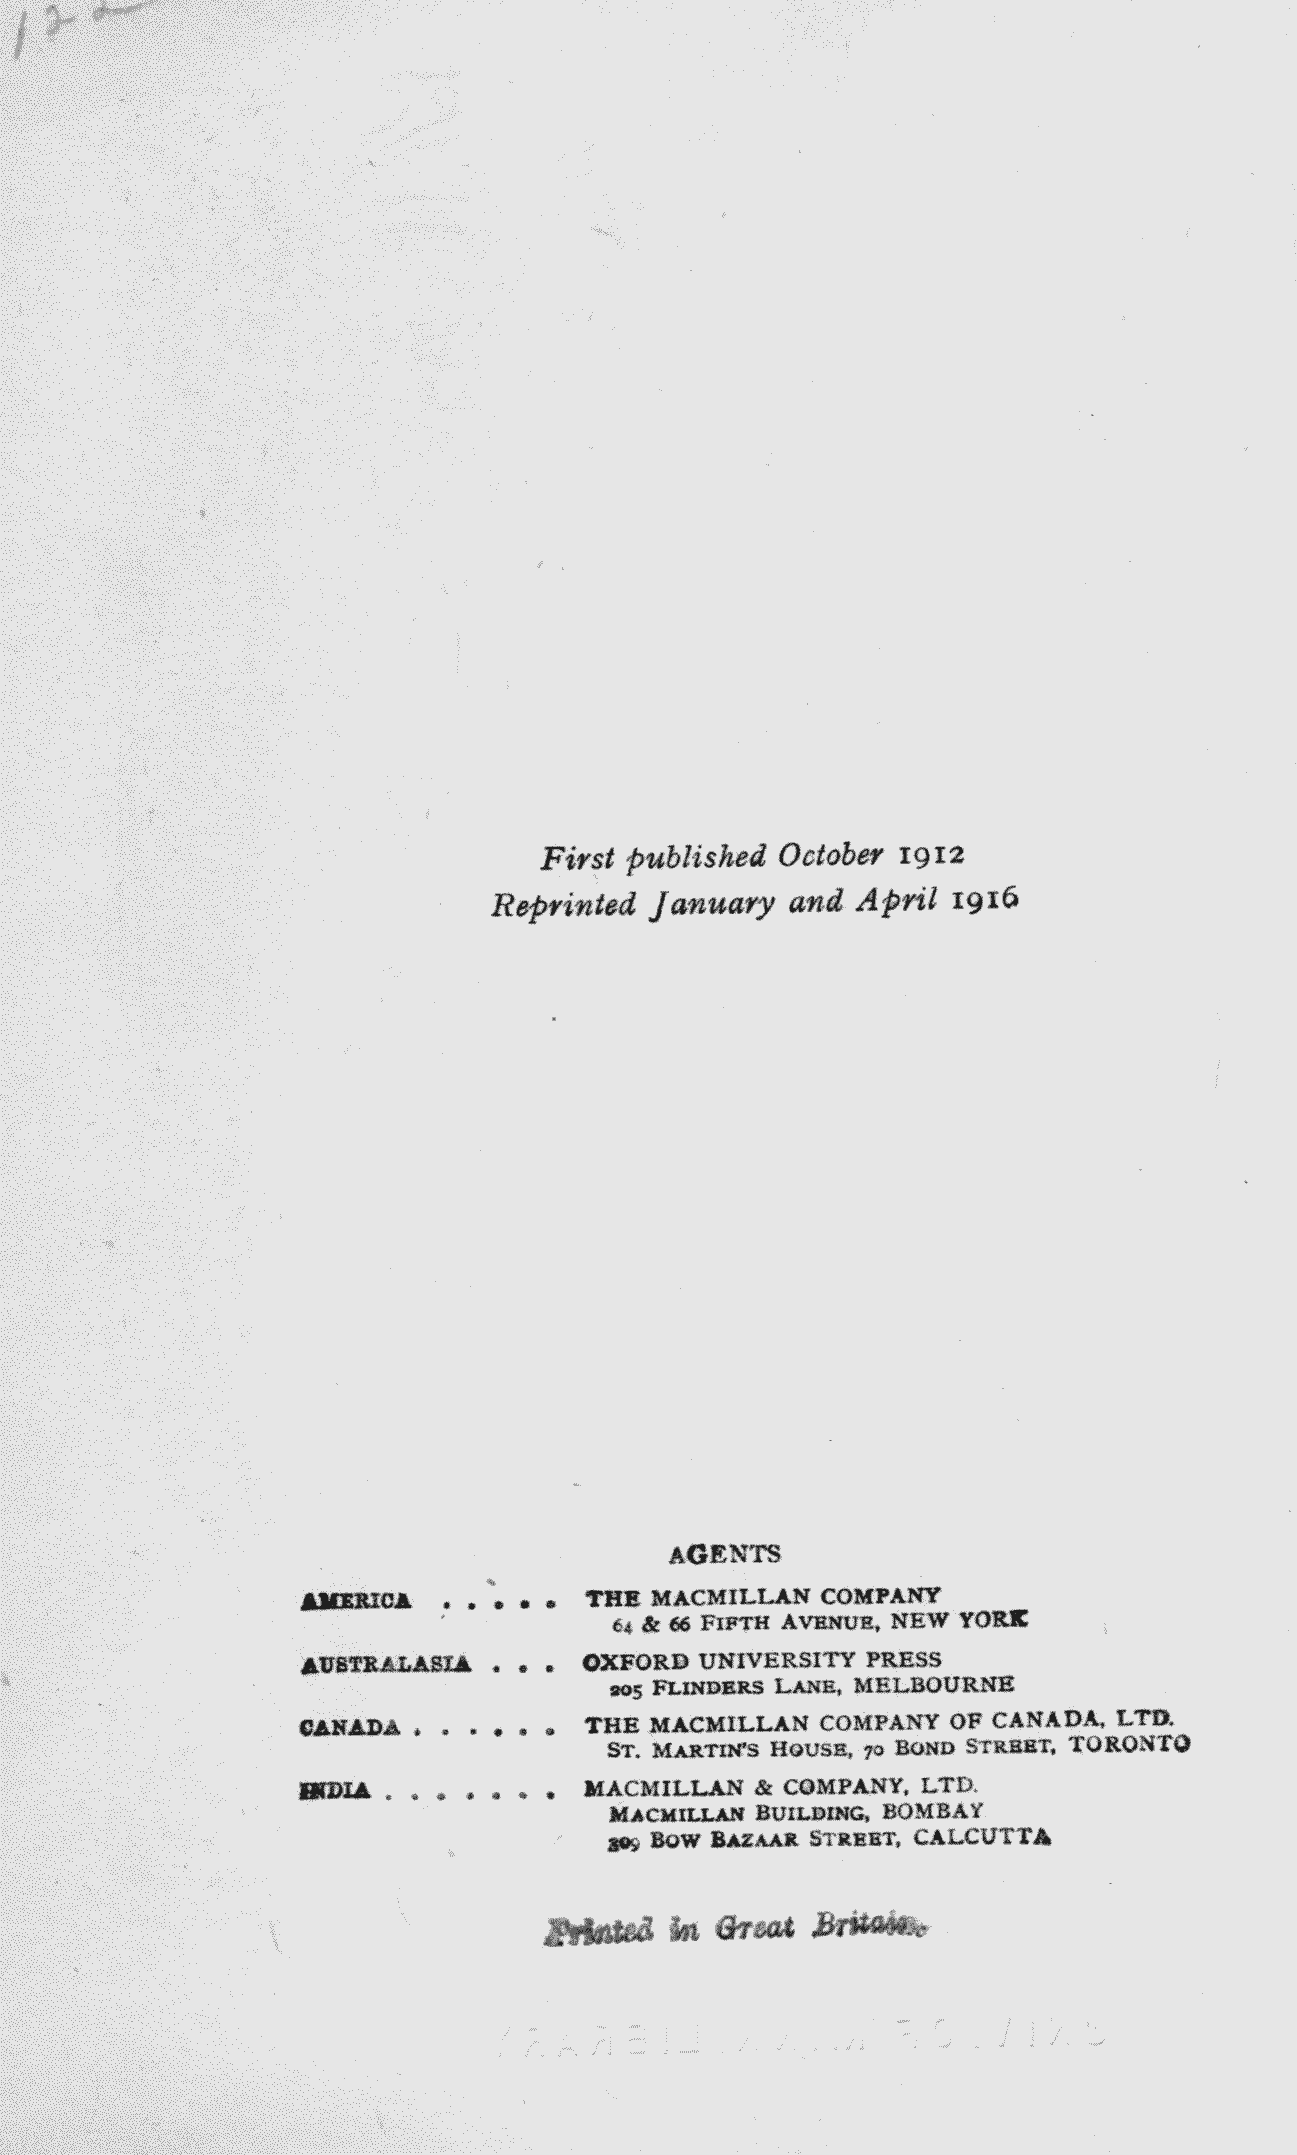 First published October 1912
Reprinted January and April 1916
AGENTS
AMERICA . . . . . THE MACMILLAN COMPANY
64 & 66 FIFTH AVENUE, NEW YORK
AUSTRALASIA . . . OXFORD UNIVERSITY PRESS
205 FLINDERS LANE, MELBOURNE
CANADA . . . . . . THE MACMILLAN COMPANY OF CANADA, LTD.
ST. MARTIN'S HOUSE, 70 BOND STREET, TORONTO
INDIA . . . . . . . MACMILLAN & COMPANY, LTD.
MACMILLAN BUILDING, BOMBAY
309 BOW BAZAAR STREET, CALCUTTA
Printed in Great Britain.